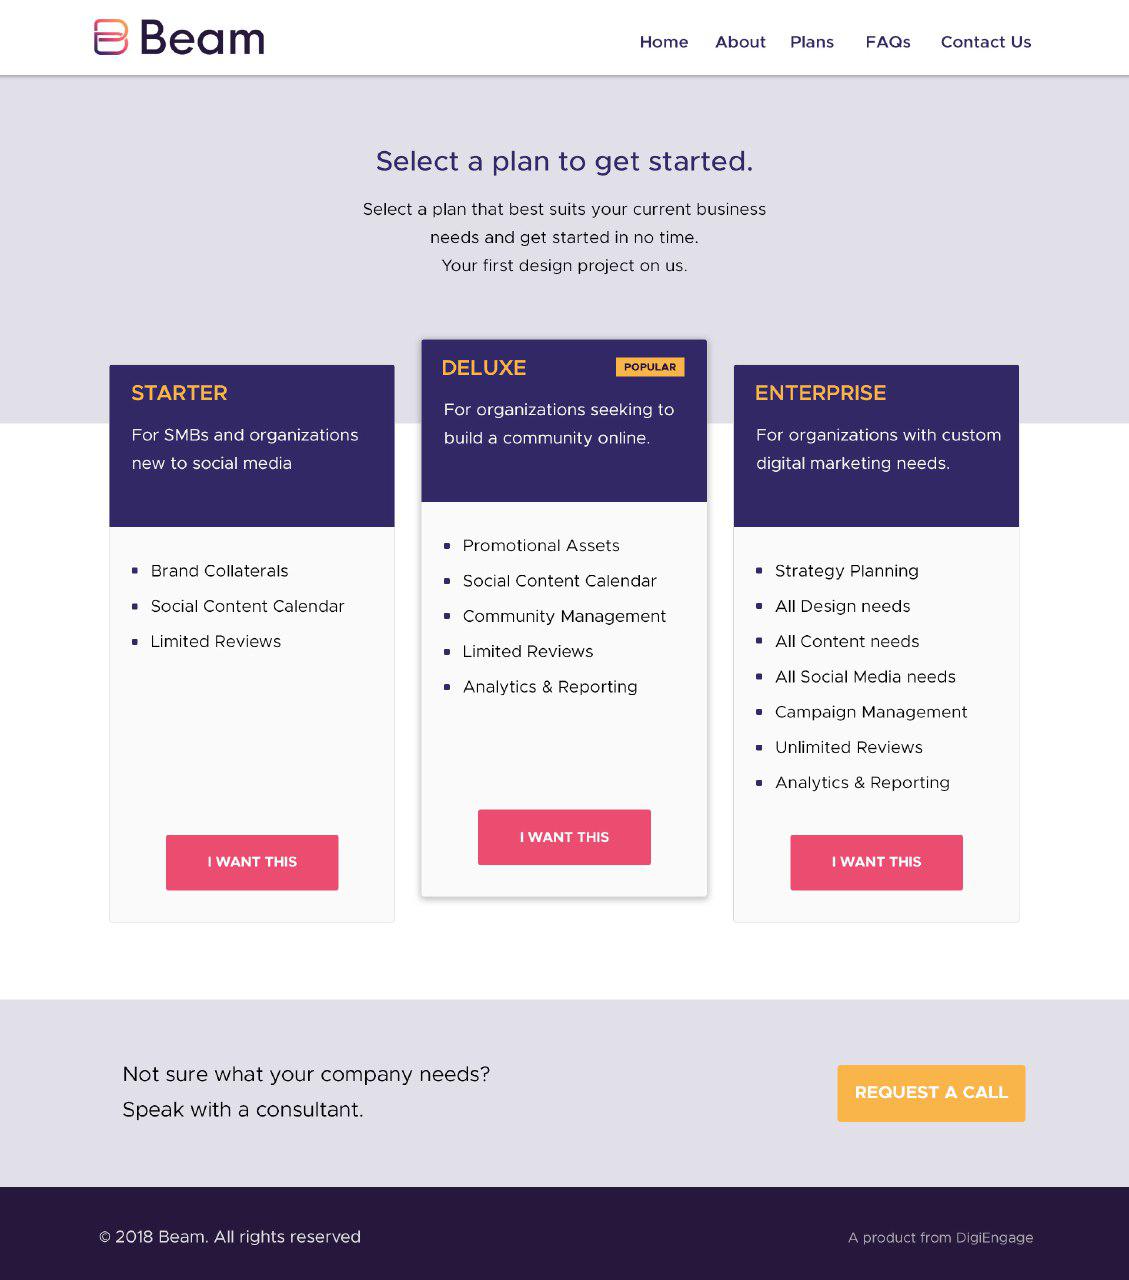 Beam
Home About Plans FAQs Contact Us
Select a plan to get started.
Select a plan that best suits your current business
needs and get started in no time.
Your first design project on us.
STARTER
For SMBs and organizations
new to social media
Brand Collaterals
Social Content Calendar
Limited Reviews
I WANT THIS
DELUXE
POPULAR
For organizations seeking to
build a community online.
Promotional Assets
Social Content Calendar
Community Management
Limited Reviews
Analytics & Reporting
I WANT THIS
ENTERPRISE
For organizations with custom
digital marketing needs.
Strategy Planning
All Design needs
All Content needs
All Social Media needs
Campaign Management
Unlimited Reviews
Analytics & Reporting
I WANT THIS
Not sure what your company needs?
Speak with a consultant.
REQUEST A CALL
© 2018 Beam. All rights reserved
A product from DigiEngage